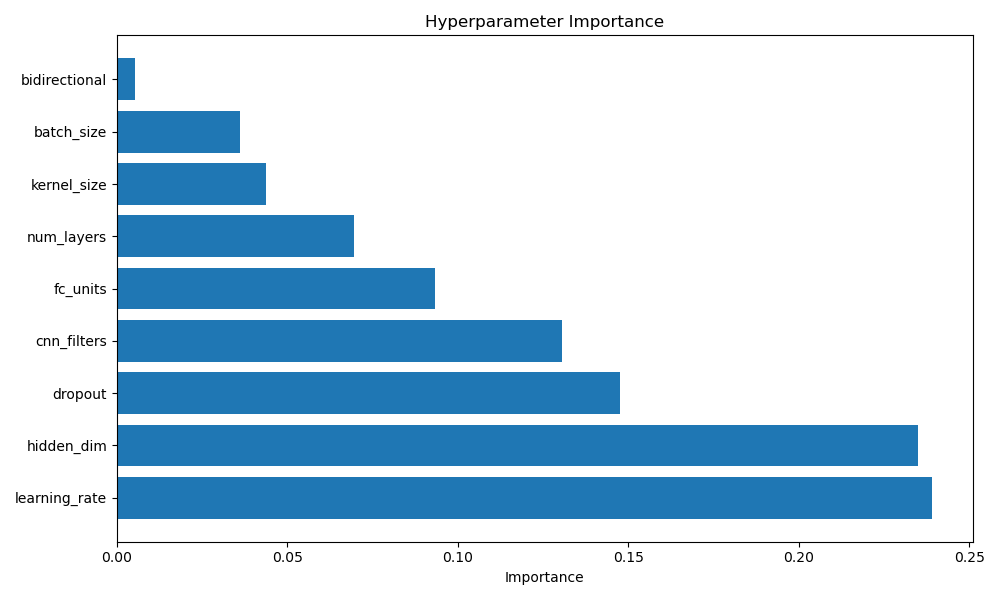 Hyperparameter Importance
bidirectional
batch_size
kernel_size
num_layers
fc_units
cnn_filters
dropout
hidden_dim
learning_rate
0.00 0.05 0.10 0.15 0.20 0.25
Importance